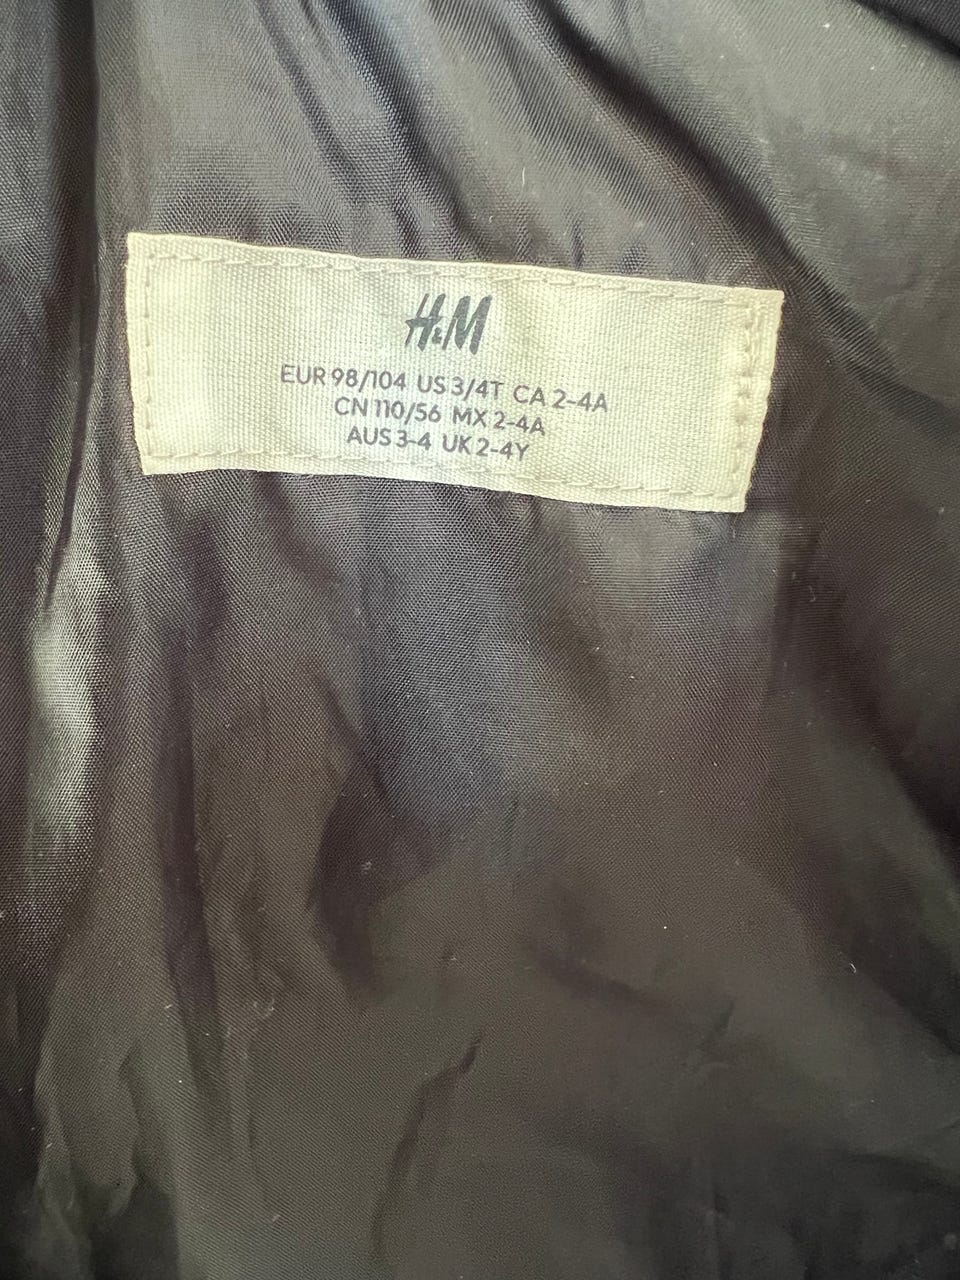 H&M
EUR 98/104 US 3/4T CA 2-4A
CN 110/56 MX 2-4A
AUS 3-4 UK 2-4Y